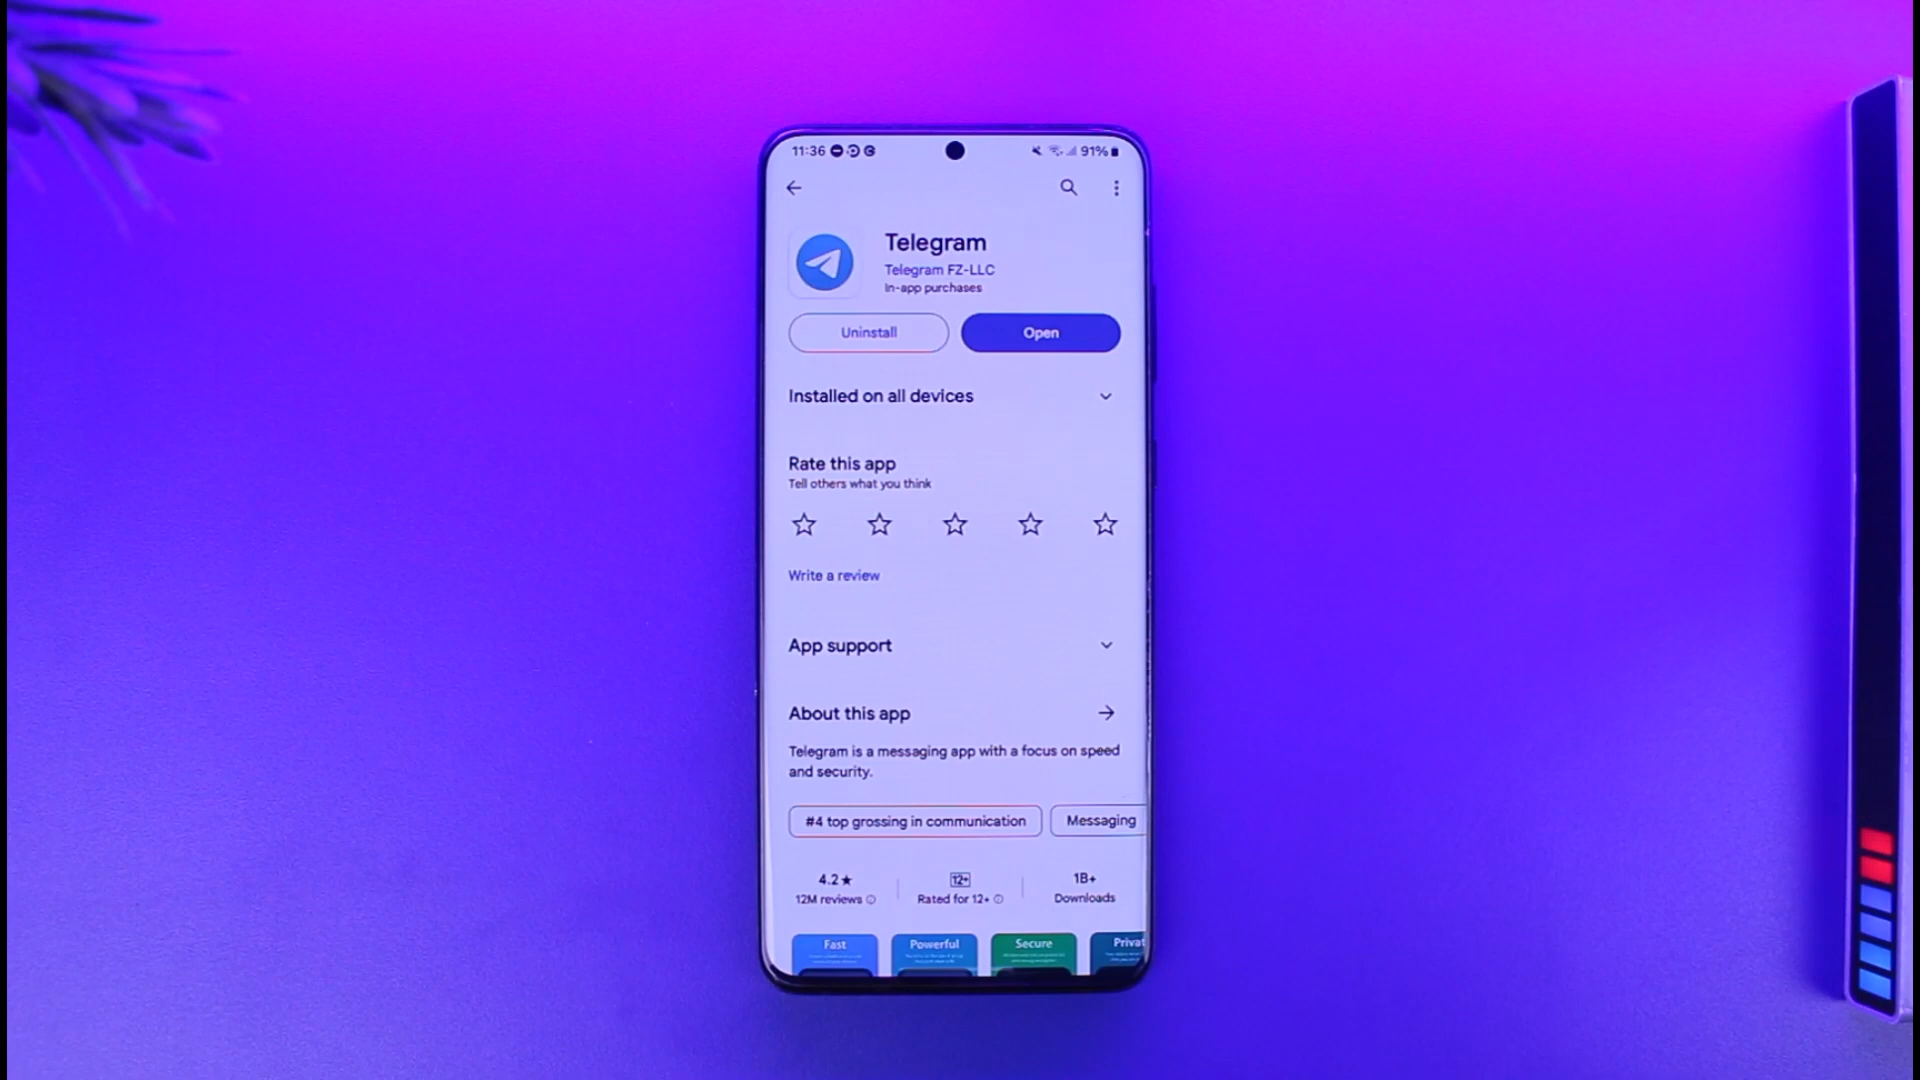 11:36
91%
Telegram
Telegram FZ-LLC
In-app purchases
Uninstall
Open
Installed on all devices
Rate this app
Tell others what you think
Write a review
App support
About this app
Telegram is a messaging app with a focus on speed
and security.
#4 top grossing in communication
Messaging
4.2★
12+
1B+
12M reviews
Rated for 12+
Downloads
Fast
Powerful
Secure
Privat